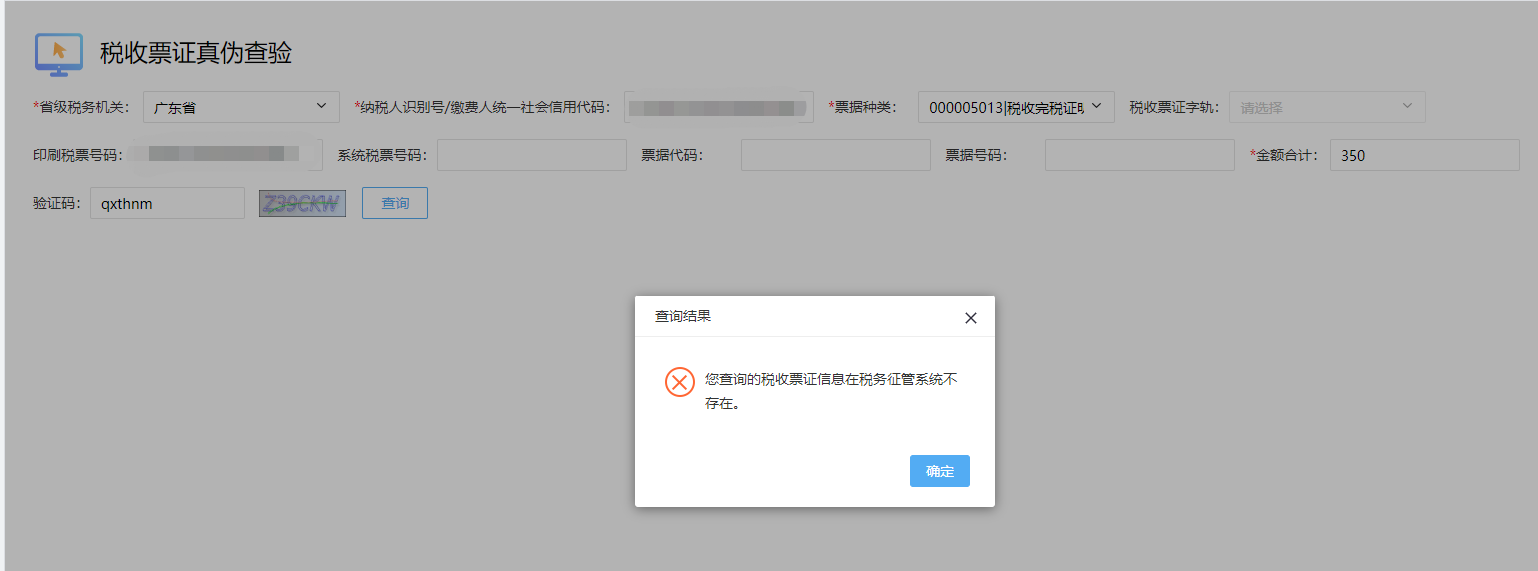 税收票证真伪查验
*省级税务机关： 广东省 *纳税人识别号/缴费人统一社会信用代码： *票据种类： 000005013|税收完税证明 税收票证字轨： 请选择
印刷税票号码： 系统税票号码： 票据代码： 票据号码： *金额合计： 350
验证码： qxthnm Z39CKW 查询
查询结果
您查询的税收票证信息在税务征管系统不
存在。
确定